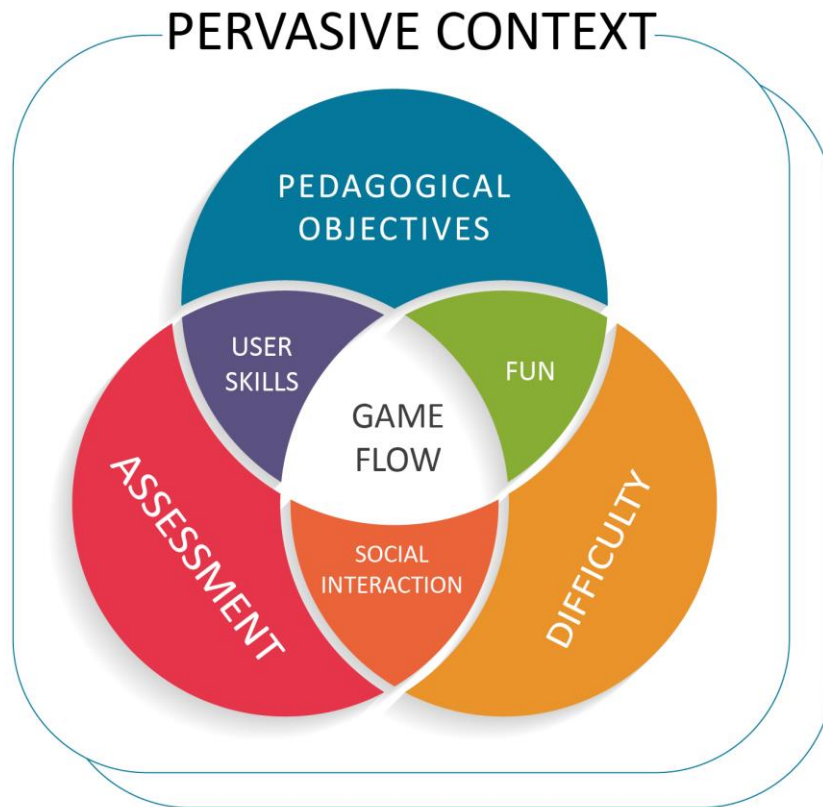 PERVASIVE CONTEXT
PEDAGOGICAL
OBJECTIVES
USER
SKILLS
FUN
GAME
FLOW
ASSESSMENT
SOCIAL
INTERACTION
DIFFICULTY